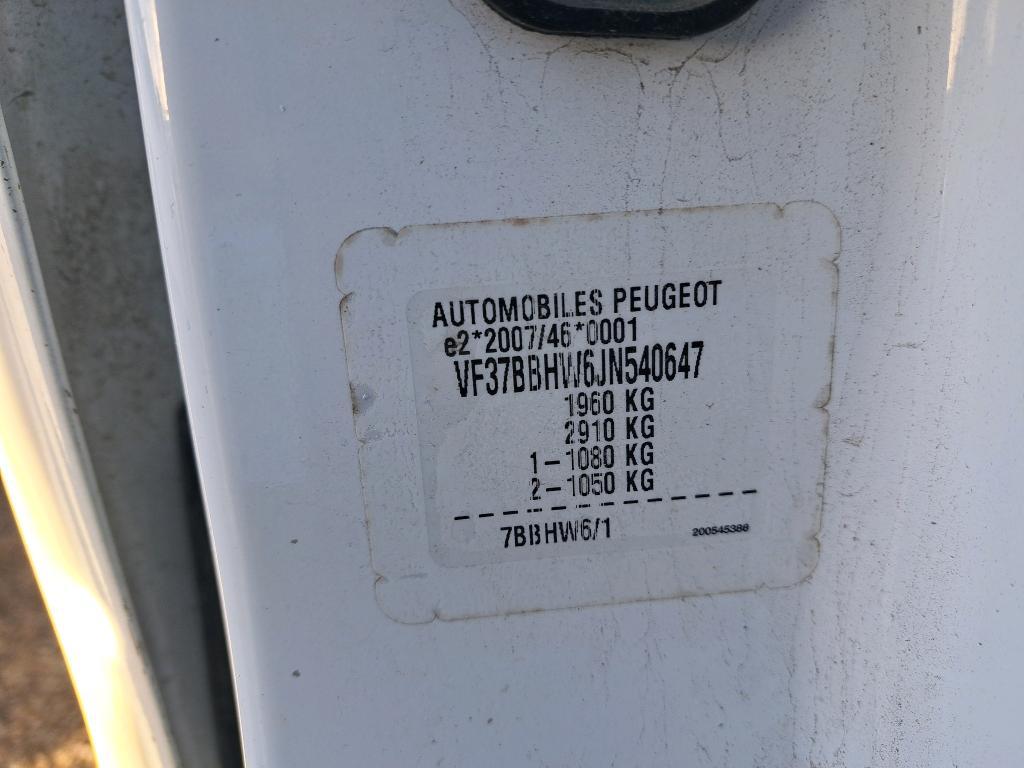 AUTOMOBILES PEUGEOT
e2*2007/46*0001
VF37BBHW6JN540647
1960 KG
2910 KG
1-1080 KG
2-1050 KG
7BBHW6/1
200545386